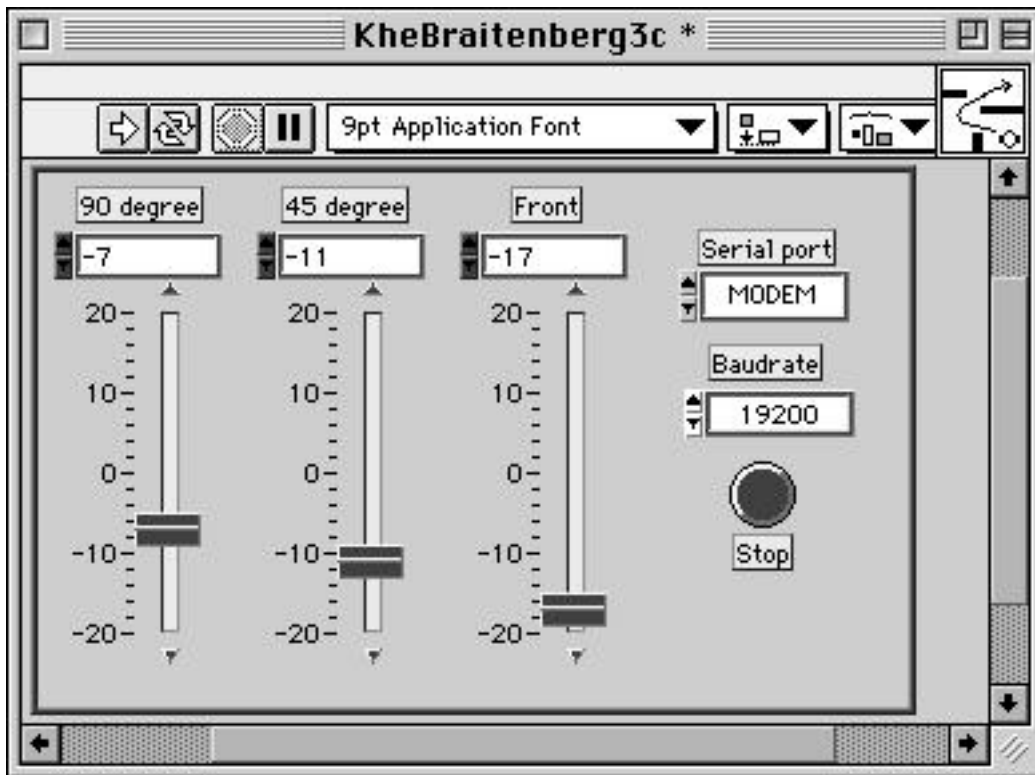 KheBraitenberg3c *
9pt Application Font
90 degree
-7
20
10
0
-10
-20
45 degree
-11
20
10
0
-10
-20
Front
-17
20
10
0
-10
-20
Serial port
MODEM
Baudrate
19200
Stop